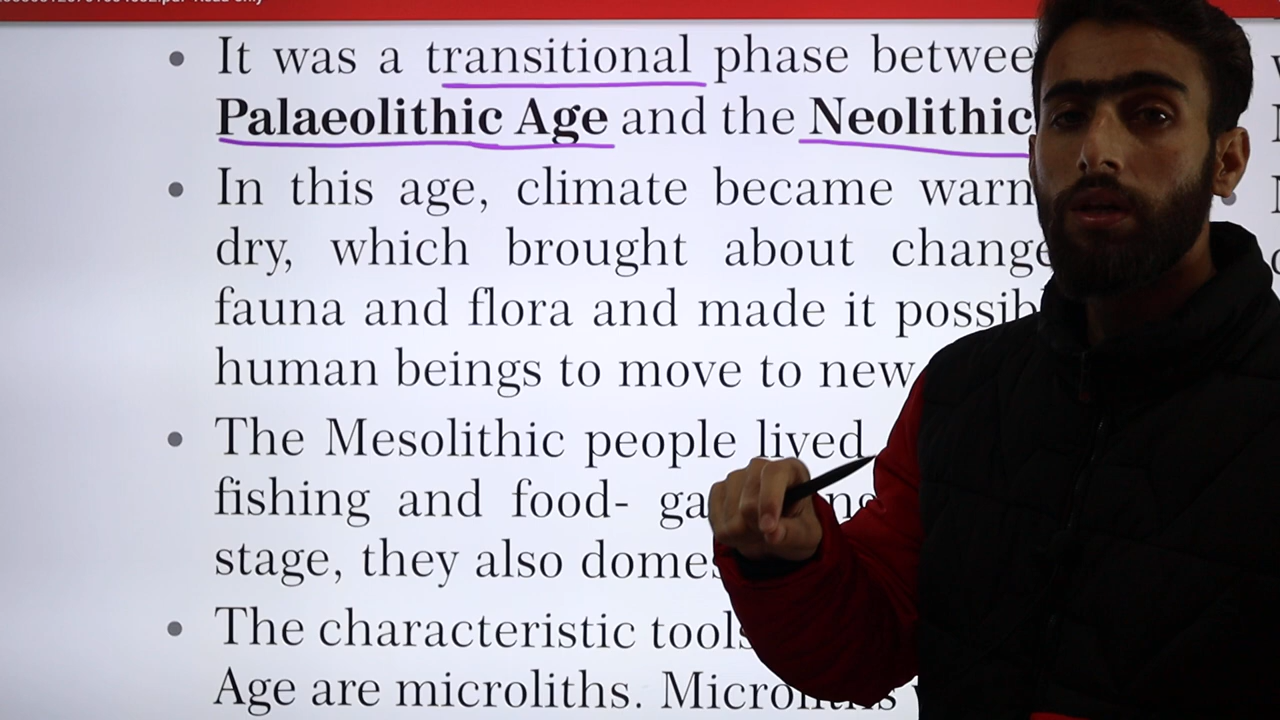 It was a transitional phase between
Palaeolithic Age and the Neolithic
In this age, climate became warm
dry, which brought about change
fauna and flora and made it possib
human beings to move to new
The Mesolithic people lived
fishing and food- ga
stage, they also domes
The characteristic tools
Age are microliths. Microliths